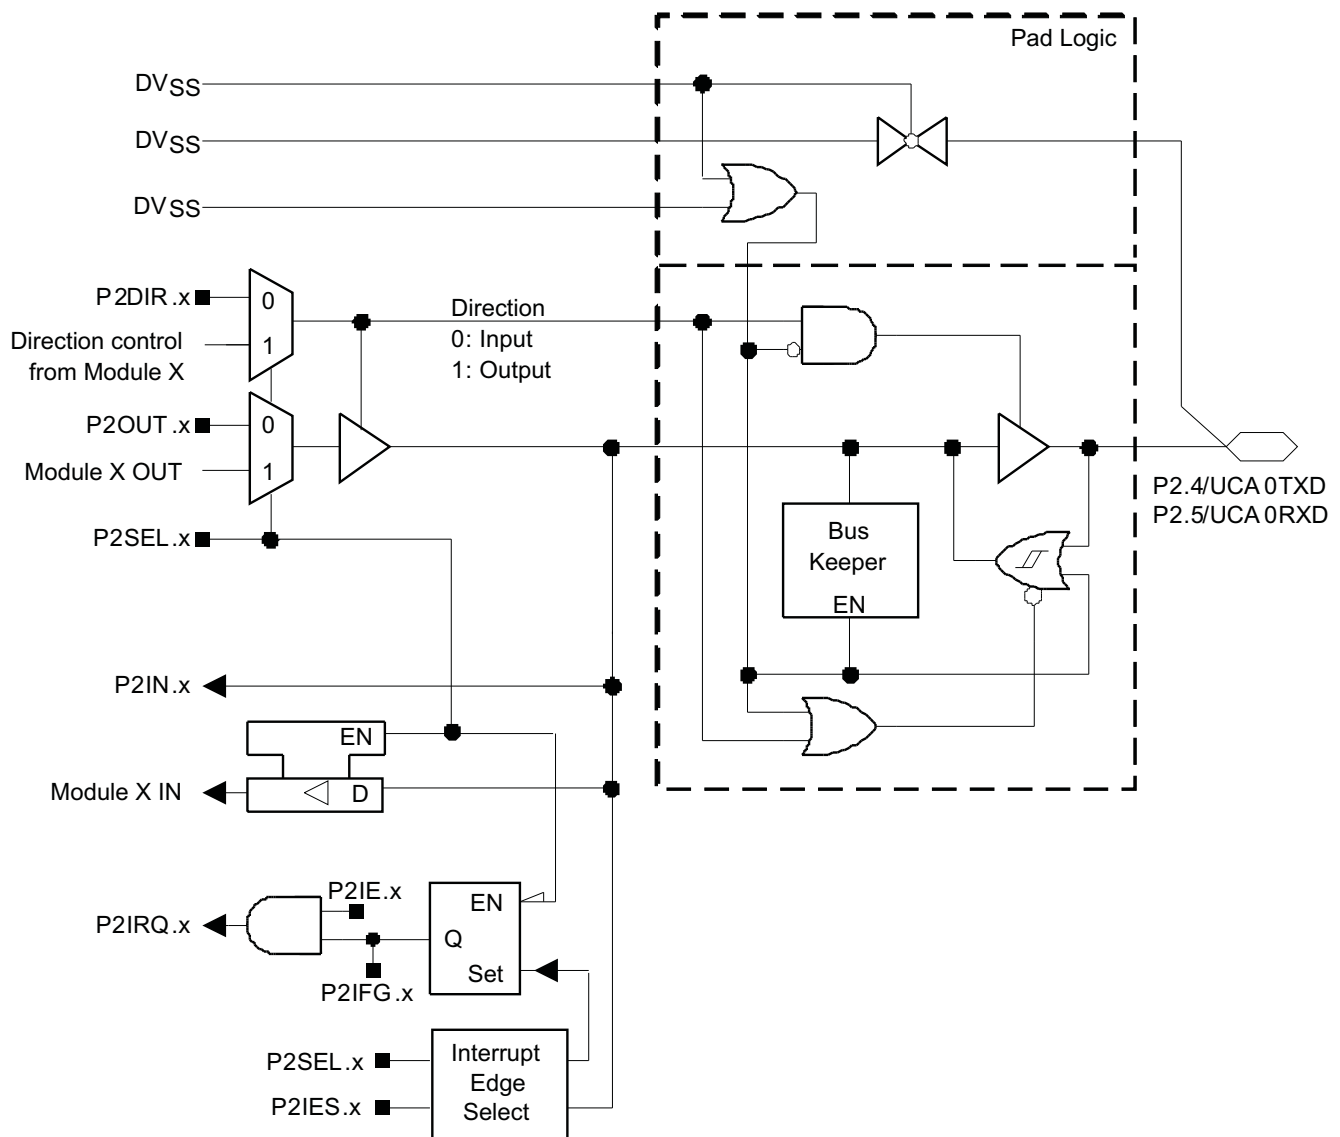 Pad Logic
DVSS
DVSS
DVSS
P2DIR.x
0
Direction control
from Module X
1
Direction
0: Input
1: Output
P2OUT.x
0
Module X OUT
1
P2SEL.x
P2.4/UCA0TXD
P2.5/UCA0RXD
Bus
Keeper
EN
P2IN.x
EN
Module X IN
D
P2IE.x
P2IRQ.x
EN
Q
Set
P2IFG.x
P2SEL.x
P2IES.x
Interrupt
Edge
Select